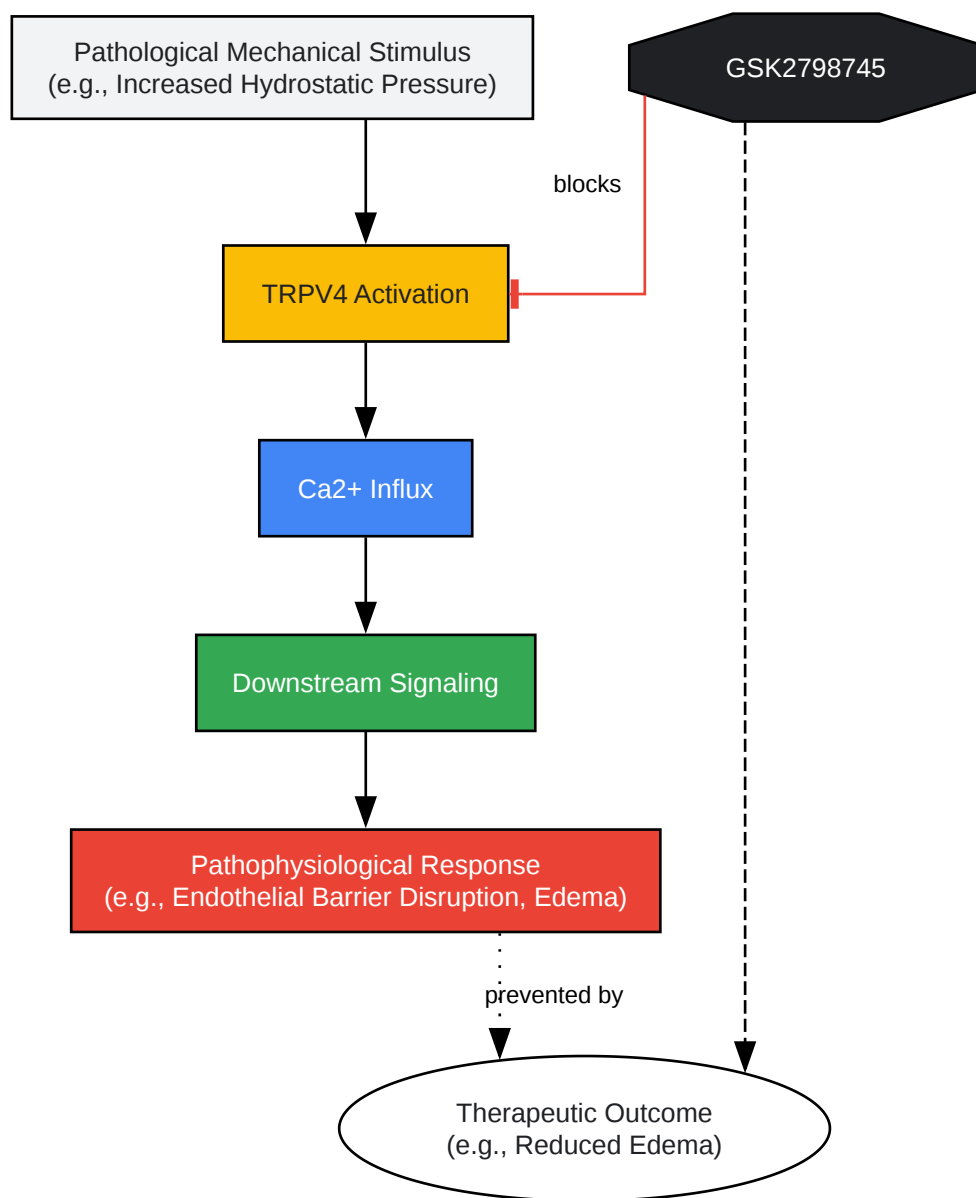 Pathological Mechanical Stimulus
(e.g., Increased Hydrostatic Pressure)
GSK2798745
blocks
TRPV4 Activation
Ca2+ Influx
Downstream Signaling
Pathophysiological Response
(e.g., Endothelial Barrier Disruption, Edema)
prevented by
Therapeutic Outcome
(e.g., Reduced Edema)